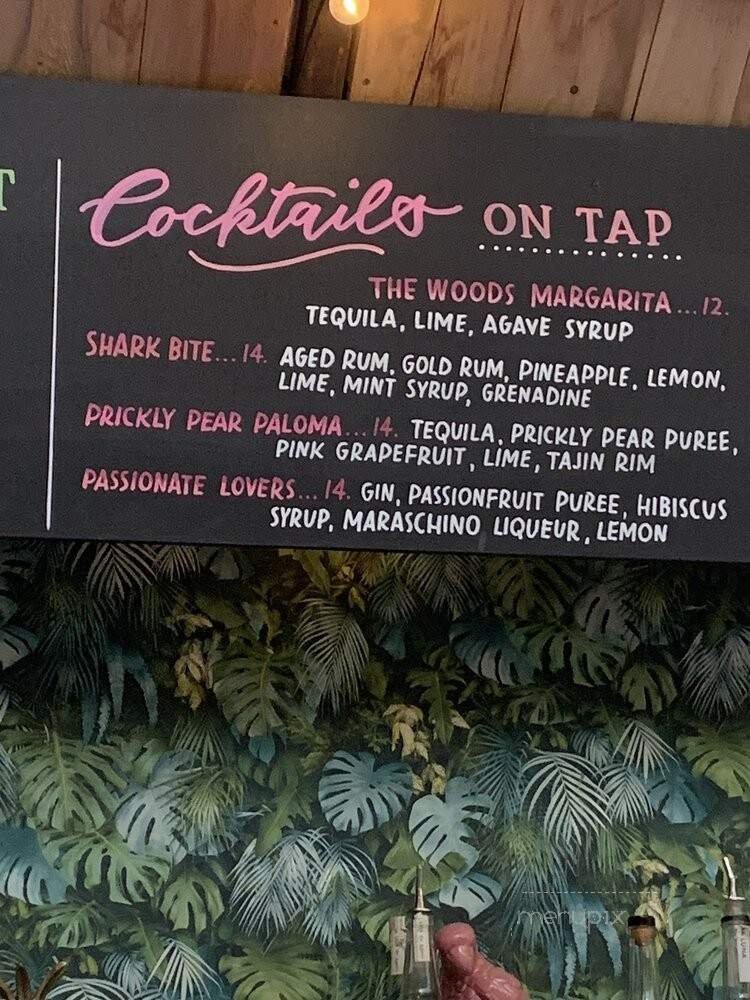 T
Cocktails ON TAP
THE WOODS MARGARITA...12.
TEQUILA, LIME, AGAVE SYRUP
SHARK BITE...14. AGED RUM, GOLD RUM, PINEAPPLE, LEMON,
LIME, MINT SYRUP, GRENADINE
PRICKLY PEAR PALOMA...14. TEQUILA, PRICKLY PEAR PUREE,
PINK GRAPEFRUIT, LIME, TAJIN RIM
PASSIONATE LOVERS...14. GIN, PASSIONFRUIT PUREE, HIBISCUS
SYRUP, MARASCHINO LIQUEUR, LEMON
menupix